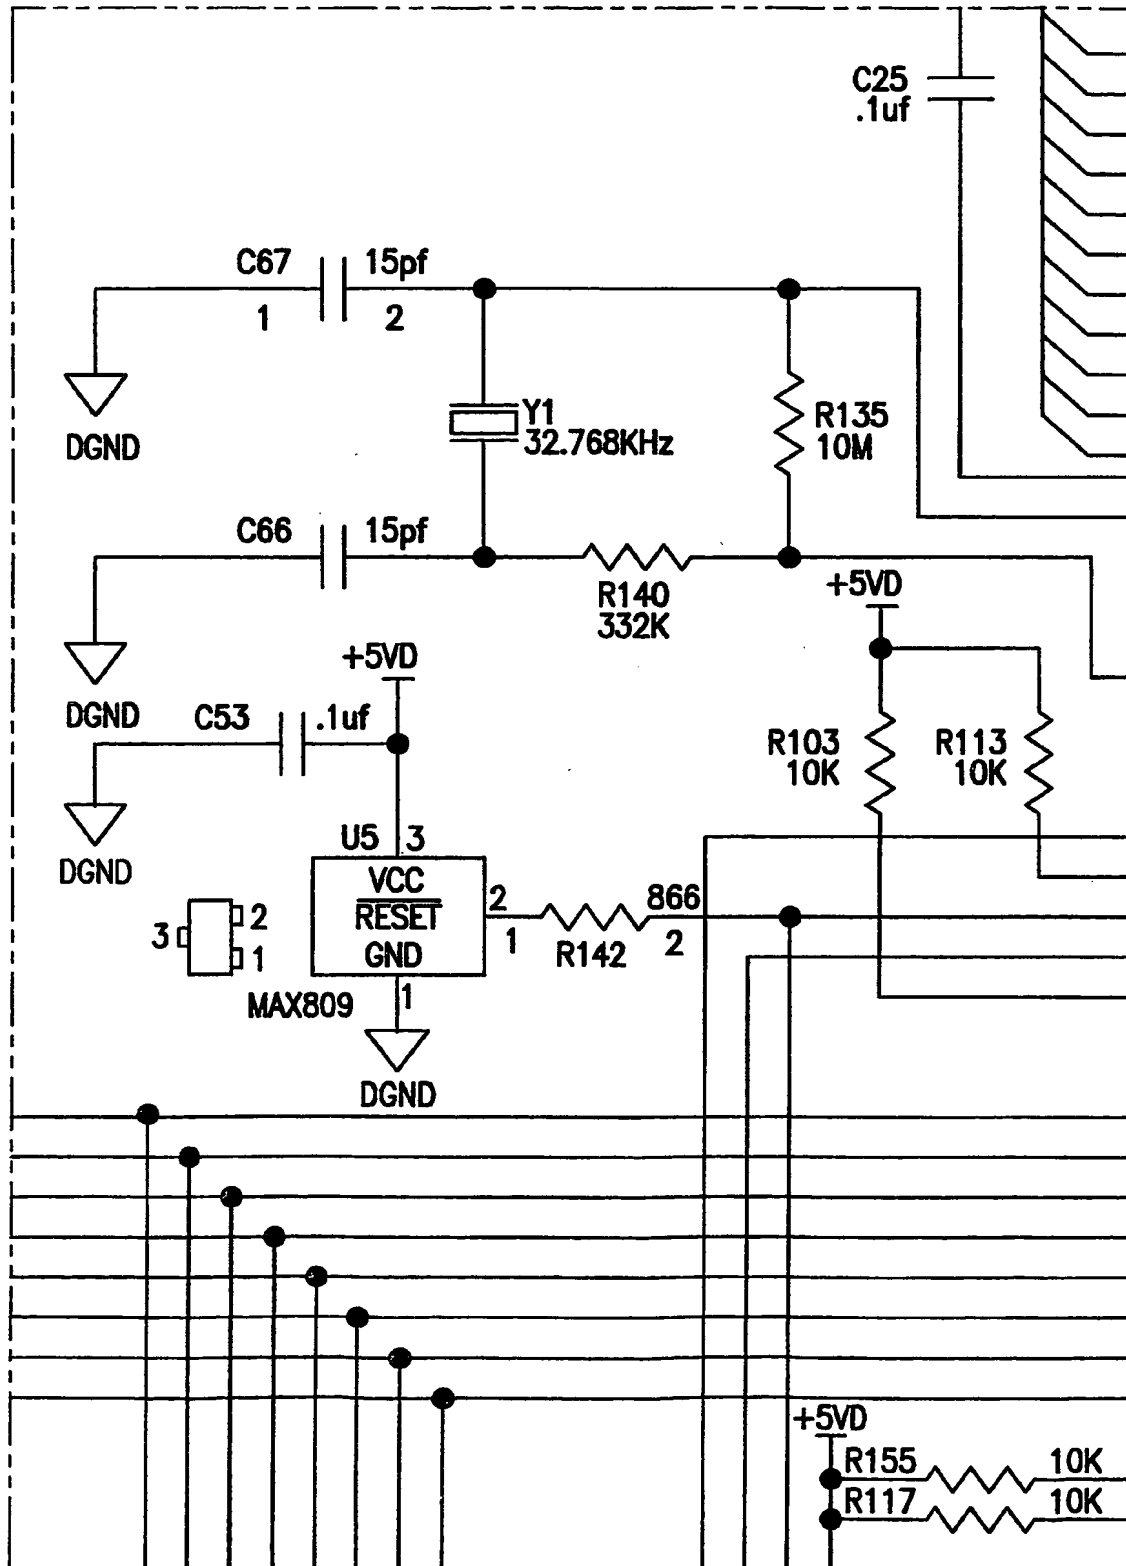 C25
.1uf
C67 15pf
1 2
DGND
Y1
32.768KHz
R135
10M
C66 15pf
R140
332K
+5VD
DGND
+5VD
C53 .1uf
R103
10K
R113
10K
DGND
U5 3
VCC
RESET
GND
2
1
866
R142 2
3 2
1
MAX809
1
DGND
+5VD
R155 10K
R117 10K